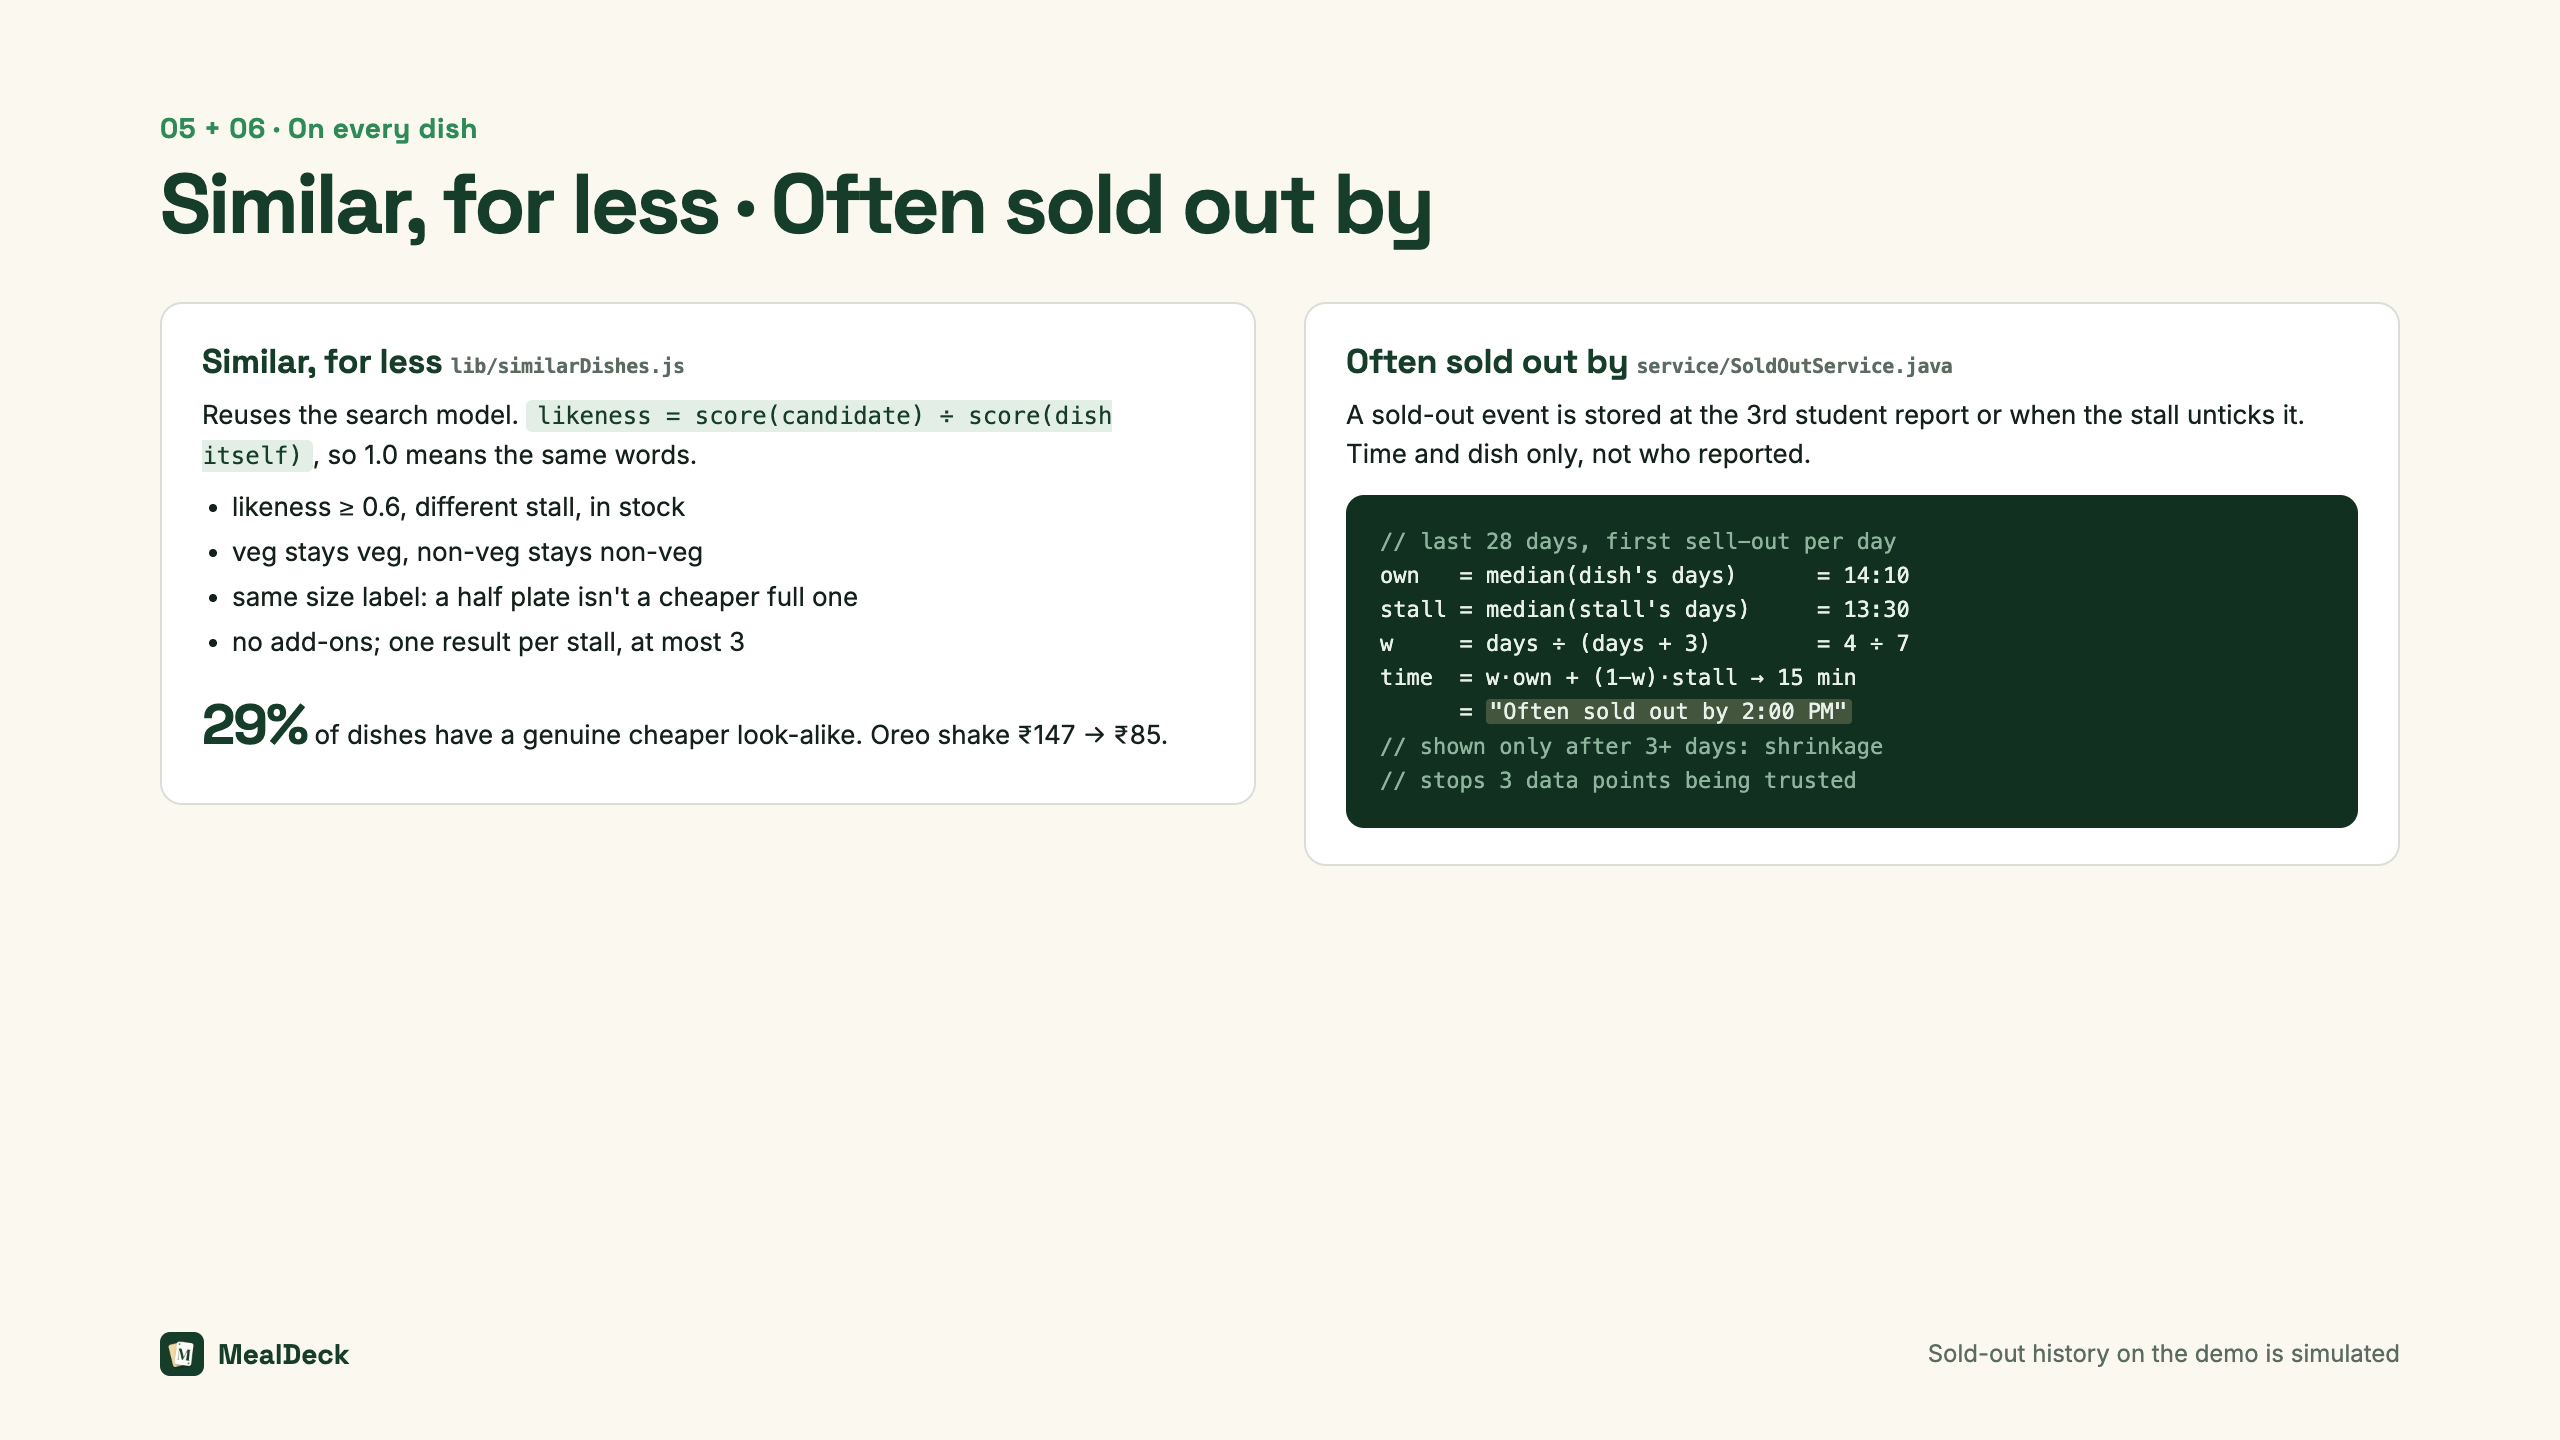 05 + 06 · On every dish
Similar, for less · Often sold out by
Similar, for less lib/similarDishes.js
Reuses the search model. likeness = score(candidate) ÷ score(dish
itself) , so 1.0 means the same words.
• likeness ≥ 0.6, different stall, in stock
• veg stays veg, non-veg stays non-veg
• same size label: a half plate isn't a cheaper full one
• no add-ons; one result per stall, at most 3
29% of dishes have a genuine cheaper look-alike. Oreo shake ₹147 → ₹85.
Often sold out by service/SoldOutService.java
A sold-out event is stored at the 3rd student report or when the stall unticks it.
Time and dish only, not who reported.
// last 28 days, first sell-out per day
own   = median(dish's days)      = 14:10
stall = median(stall's days)     = 13:30
w     = days ÷ (days + 3)        = 4 ÷ 7
time  = w·own + (1-w)·stall → 15 min
      = "Often sold out by 2:00 PM"
// shown only after 3+ days: shrinkage
// stops 3 data points being trusted
M MealDeck
Sold-out history on the demo is simulated